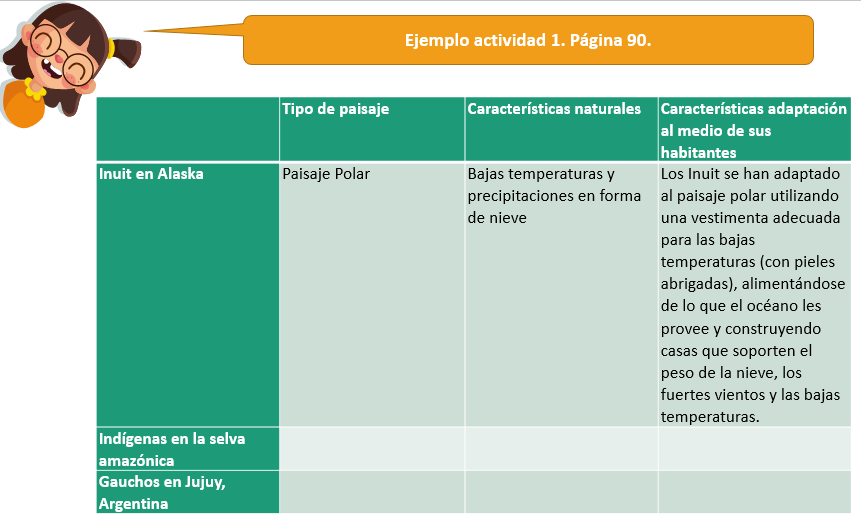 Ejemplo actividad 1. Página 90.
Tipo de paisaje
Características naturales
Características adaptación
al medio de sus
habitantes
Inuit en Alaska
Paisaje Polar
Bajas temperaturas y
precipitaciones en forma
de nieve
Los Inuit se han adaptado
al paisaje polar utilizando
una vestimenta adecuada
para las bajas
temperaturas (con pieles
abrigadas), alimentándose
de lo que el océano les
provee y construyendo
casas que soporten el
peso de la nieve, los
fuertes vientos y las bajas
temperaturas.
Indígenas en la selva
amazónica
Gauchos en Jujuy,
Argentina